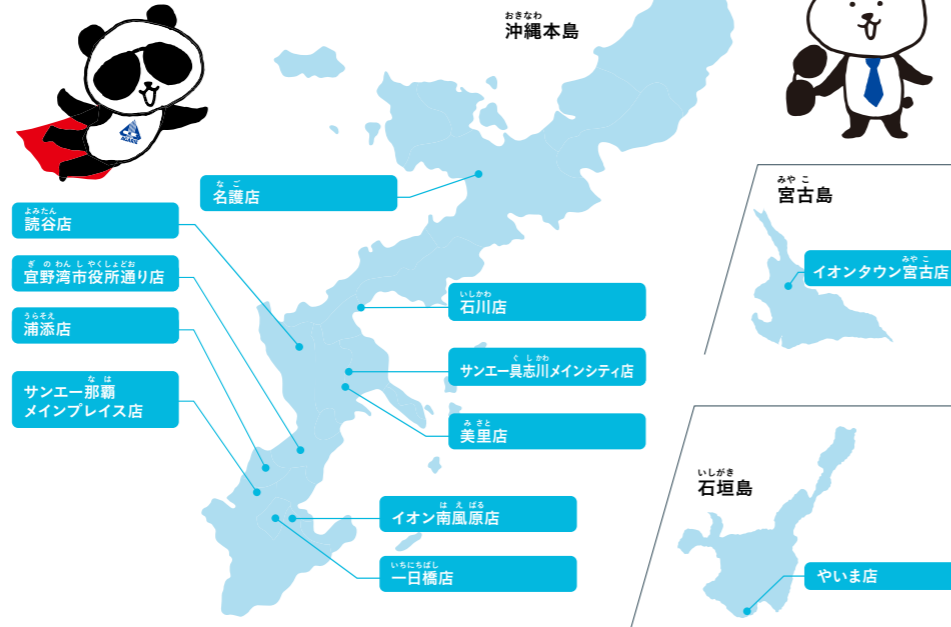 おきなわ
沖縄本島
なご
名護店
よみたん
読谷店
ぎのわんしやくしょどお
宜野湾市役所通り店
うらそえ
浦添店
なは
サンエー那覇
メインプレイス店
いしかわ
石川店
ぐしかわ
サンエー具志川メインシティ店
みさと
美里店
はえばる
イオン南風原店
いちにちばし
一日橋店
みやこ
宮古島
みやこ
イオンタウン宮古店
いしがき
石垣島
やいま店